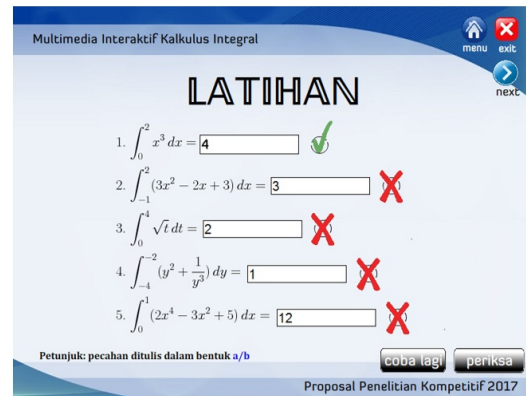 Multimedia Interaktif Kalkulus Integral
menu exit
next
LATIHAN
1. ∫₀² x³ dx = 4
2. ∫₋₁² (3x² − 2x + 3) dx = 3
3. ∫₀⁴ √t dt = 2
4. ∫₋₄⁻² (y² + 1/y³) dy = 1
5. ∫₀¹ (2x⁴ − 3x² + 5) dx = 12
Petunjuk: pecahan ditulis dalam bentuk a/b
coba lagi periksa
Proposal Penelitian Kompetitif 2017